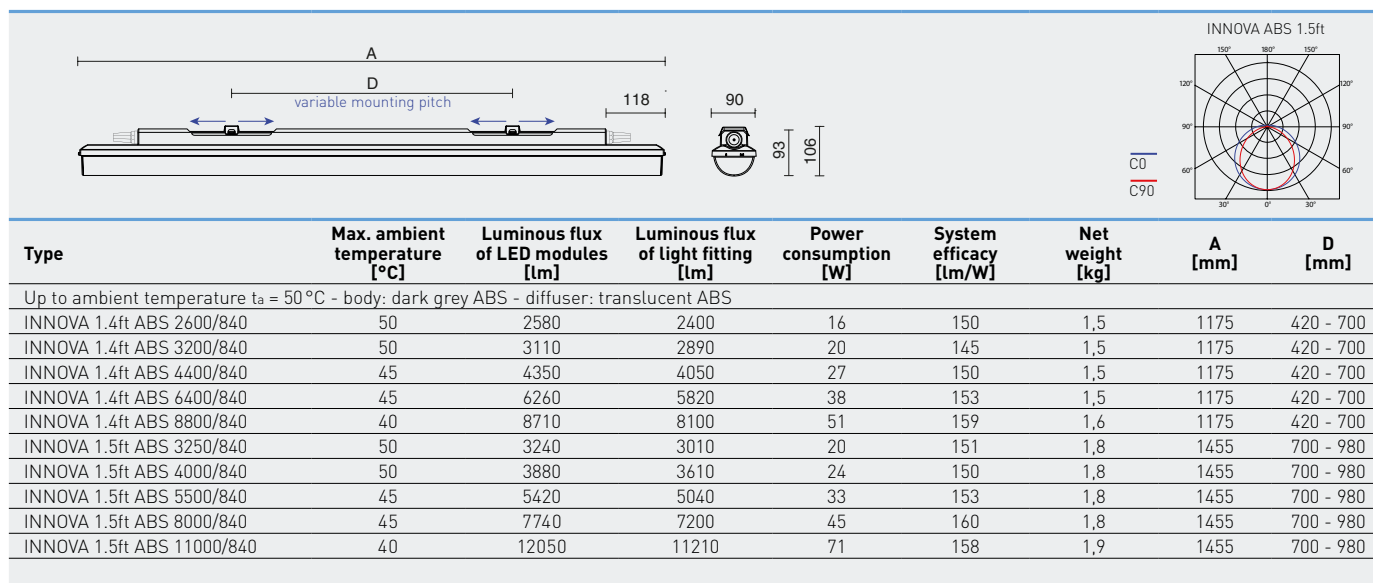 INNOVA ABS 1.5ft
150° 180° 150°
A
120° 120°
D
variable mounting pitch
118 90
90° 90°
93
106
C0
60° 60°
C90
30° 0° 30°
Type Max. ambient temperature [°C] Luminous flux of LED modules [lm] Luminous flux of light fitting [lm] Power consumption [W] System efficacy [lm/W] Net weight [kg] A [mm] D [mm]
Up to ambient temperature ta = 50°C - body: dark grey ABS - diffuser: translucent ABS
INNOVA 1.4ft ABS 2600/840 50 2580 2400 16 150 1,5 1175 420 - 700
INNOVA 1.4ft ABS 3200/840 50 3110 2890 20 145 1,5 1175 420 - 700
INNOVA 1.4ft ABS 4400/840 45 4350 4050 27 150 1,5 1175 420 - 700
INNOVA 1.4ft ABS 6400/840 45 6260 5820 38 153 1,5 1175 420 - 700
INNOVA 1.4ft ABS 8800/840 40 8710 8100 51 159 1,6 1175 420 - 700
INNOVA 1.5ft ABS 3250/840 50 3240 3010 20 151 1,8 1455 700 - 980
INNOVA 1.5ft ABS 4000/840 50 3880 3610 24 150 1,8 1455 700 - 980
INNOVA 1.5ft ABS 5500/840 45 5420 5040 33 153 1,8 1455 700 - 980
INNOVA 1.5ft ABS 8000/840 45 7740 7200 45 160 1,8 1455 700 - 980
INNOVA 1.5ft ABS 11000/840 40 12050 11210 71 158 1,9 1455 700 - 980